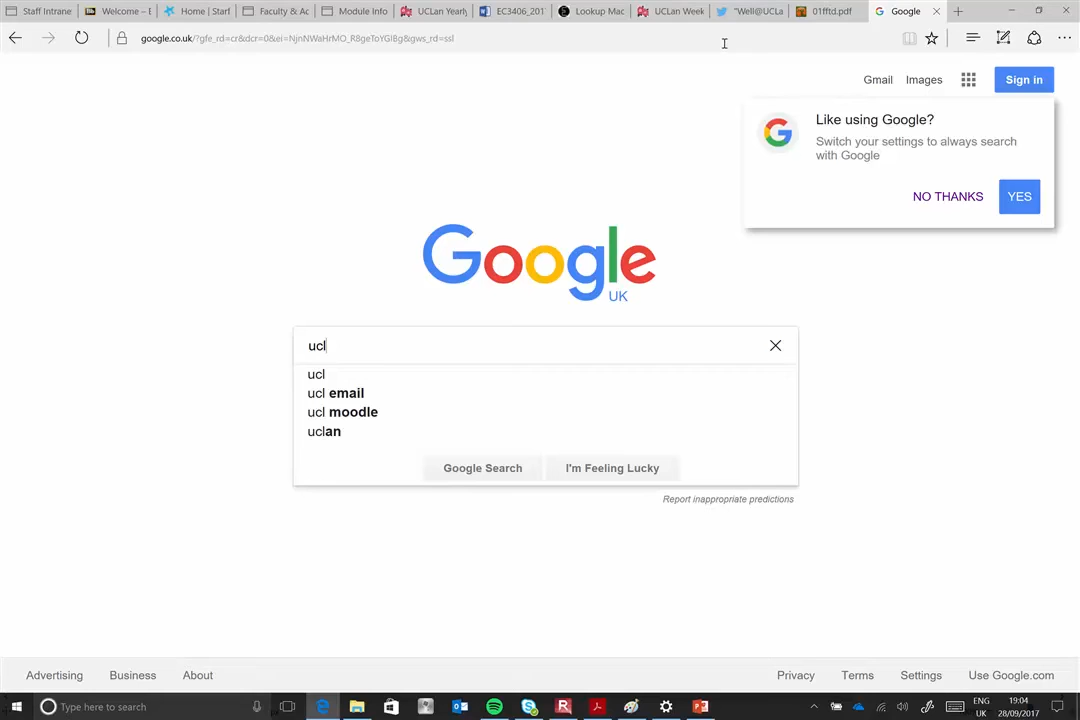 Staff Intrane Welcome – E Home | Starf Faculty & Ac Module Info UCLan Yearly EC3406_201 Lookup Mac UCLan Week "Well@UCLa 01fftd.pdf Google
google.co.uk/?gfe_rd=cr&dcr=0&ei=NjnNWaHrMO_R8geToYGIBg&gws_rd=ssl
Gmail Images Sign in
Like using Google?
Switch your settings to always search
with Google
NO THANKS YES
Google
UK
ucl
ucl
ucl email
ucl moodle
uclan
Google Search I'm Feeling Lucky
Report inappropriate predictions
Advertising Business About Privacy Terms Settings Use Google.com
Type here to search
ENG 19:04
UK 28/09/2017